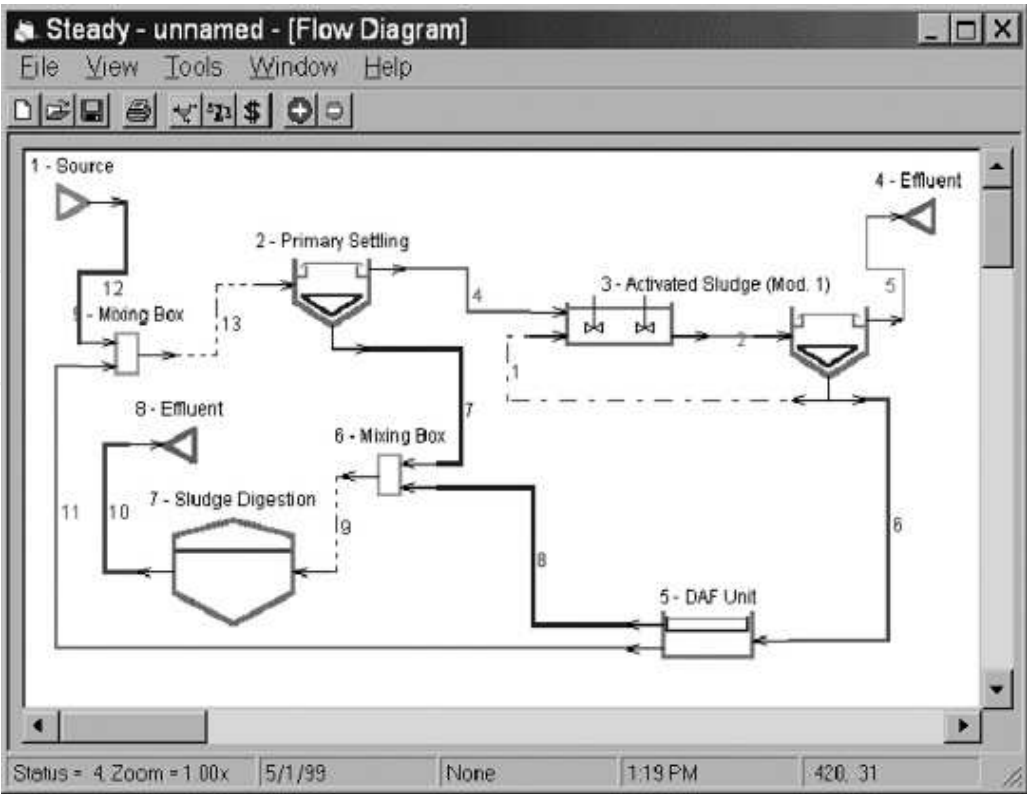 Steady - unnamed - [Flow Diagram]
File View Tools Window Help
$
1 - Source
4 - Effluent
2 - Primary Settling
12
4
3 - Activated Sludge (Mod. 1)
5
9 - Mixing Box
13
2
1
8 - Effluent
7
6 - Mixing Box
11
10
7 - Sludge Digestion
9
6
8
5 - DAF Unit
Status = 4, Zoom = 1.00x 5/1/99 None 1:19 PM 420, 31